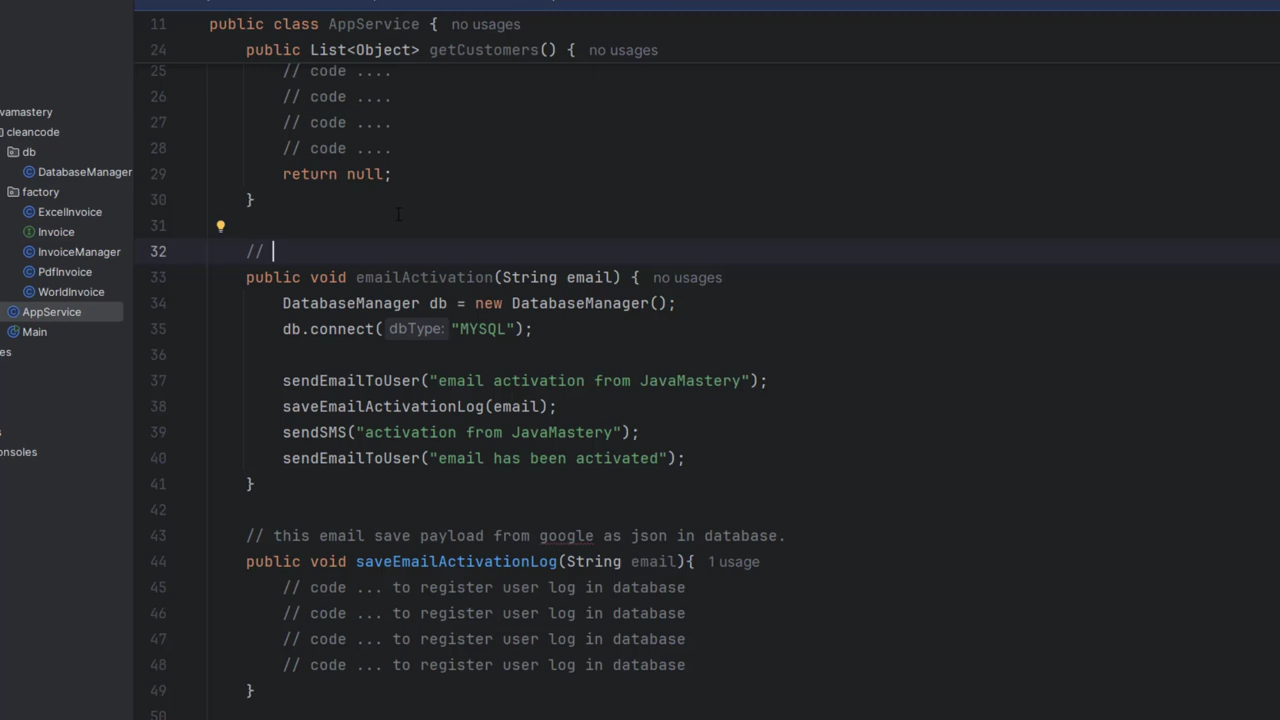 vamastery
cleancode
db
DatabaseManager
factory
ExcelInvoice
Invoice
InvoiceManager
PdfInvoice
WorldInvoice
AppService
Main
es
s
onsoles
11 public class AppService { no usages
24 public List<Object> getCustomers() { no usages
25 // code ....
26 // code ....
27 // code ....
28 // code ....
29 return null;
30 }
31
32 //
33 public void emailActivation(String email) { no usages
34 DatabaseManager db = new DatabaseManager();
35 db.connect( dbType: "MYSQL");
36
37 sendEmailToUser("email activation from JavaMastery");
38 saveEmailActivationLog(email);
39 sendSMS("activation from JavaMastery");
40 sendEmailToUser("email has been activated");
41 }
42
43 // this email save payload from google as json in database.
44 public void saveEmailActivationLog(String email){ 1 usage
45 // code ... to register user log in database
46 // code ... to register user log in database
47 // code ... to register user log in database
48 // code ... to register user log in database
49 }
50